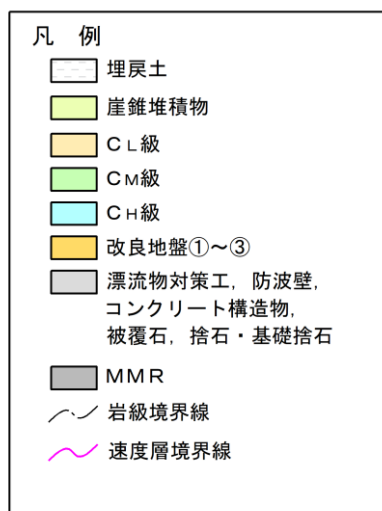 凡 例
埋戻土
崖錐堆積物
CL級
CM級
CH級
改良地盤①～③
漂流物対策工，防波壁，
コンクリート構造物，
被覆石，捨石・基礎捨石
MMR
岩級境界線
速度層境界線